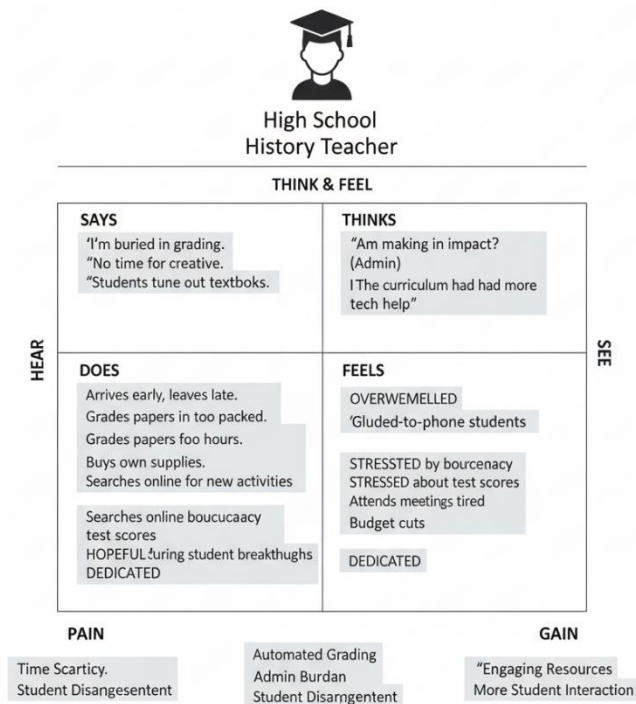 High School
History Teacher
THINK & FEEL
SAYS
'I'm buried in grading.
"No time for creative.
"Students tune out textboks.
THINKS
"Am making in impact?
(Admin)
I The curriculum had had more
tech help"
HEAR
SEE
DOES
Arrives early, leaves late.
Grades papers in too packed.
Grades papers foo hours.
Buys own supplies.
Searches online for new activities
Searches online boucucaacy
test scores
HOPEFUL :uring student breakthughs
DEDICATED
FEELS
OVERWEMELLED
'Gluded-to-phone students
STRESSTED by bourcenacy
STRESSED about test scores
Attends meetings tired
Budget cuts
DEDICATED
PAIN
Time Scarticy.
Student Disangesentent
Automated Grading
Admin Burdan
Student Disarngentent
GAIN
"Engaging Resources
More Student Interaction